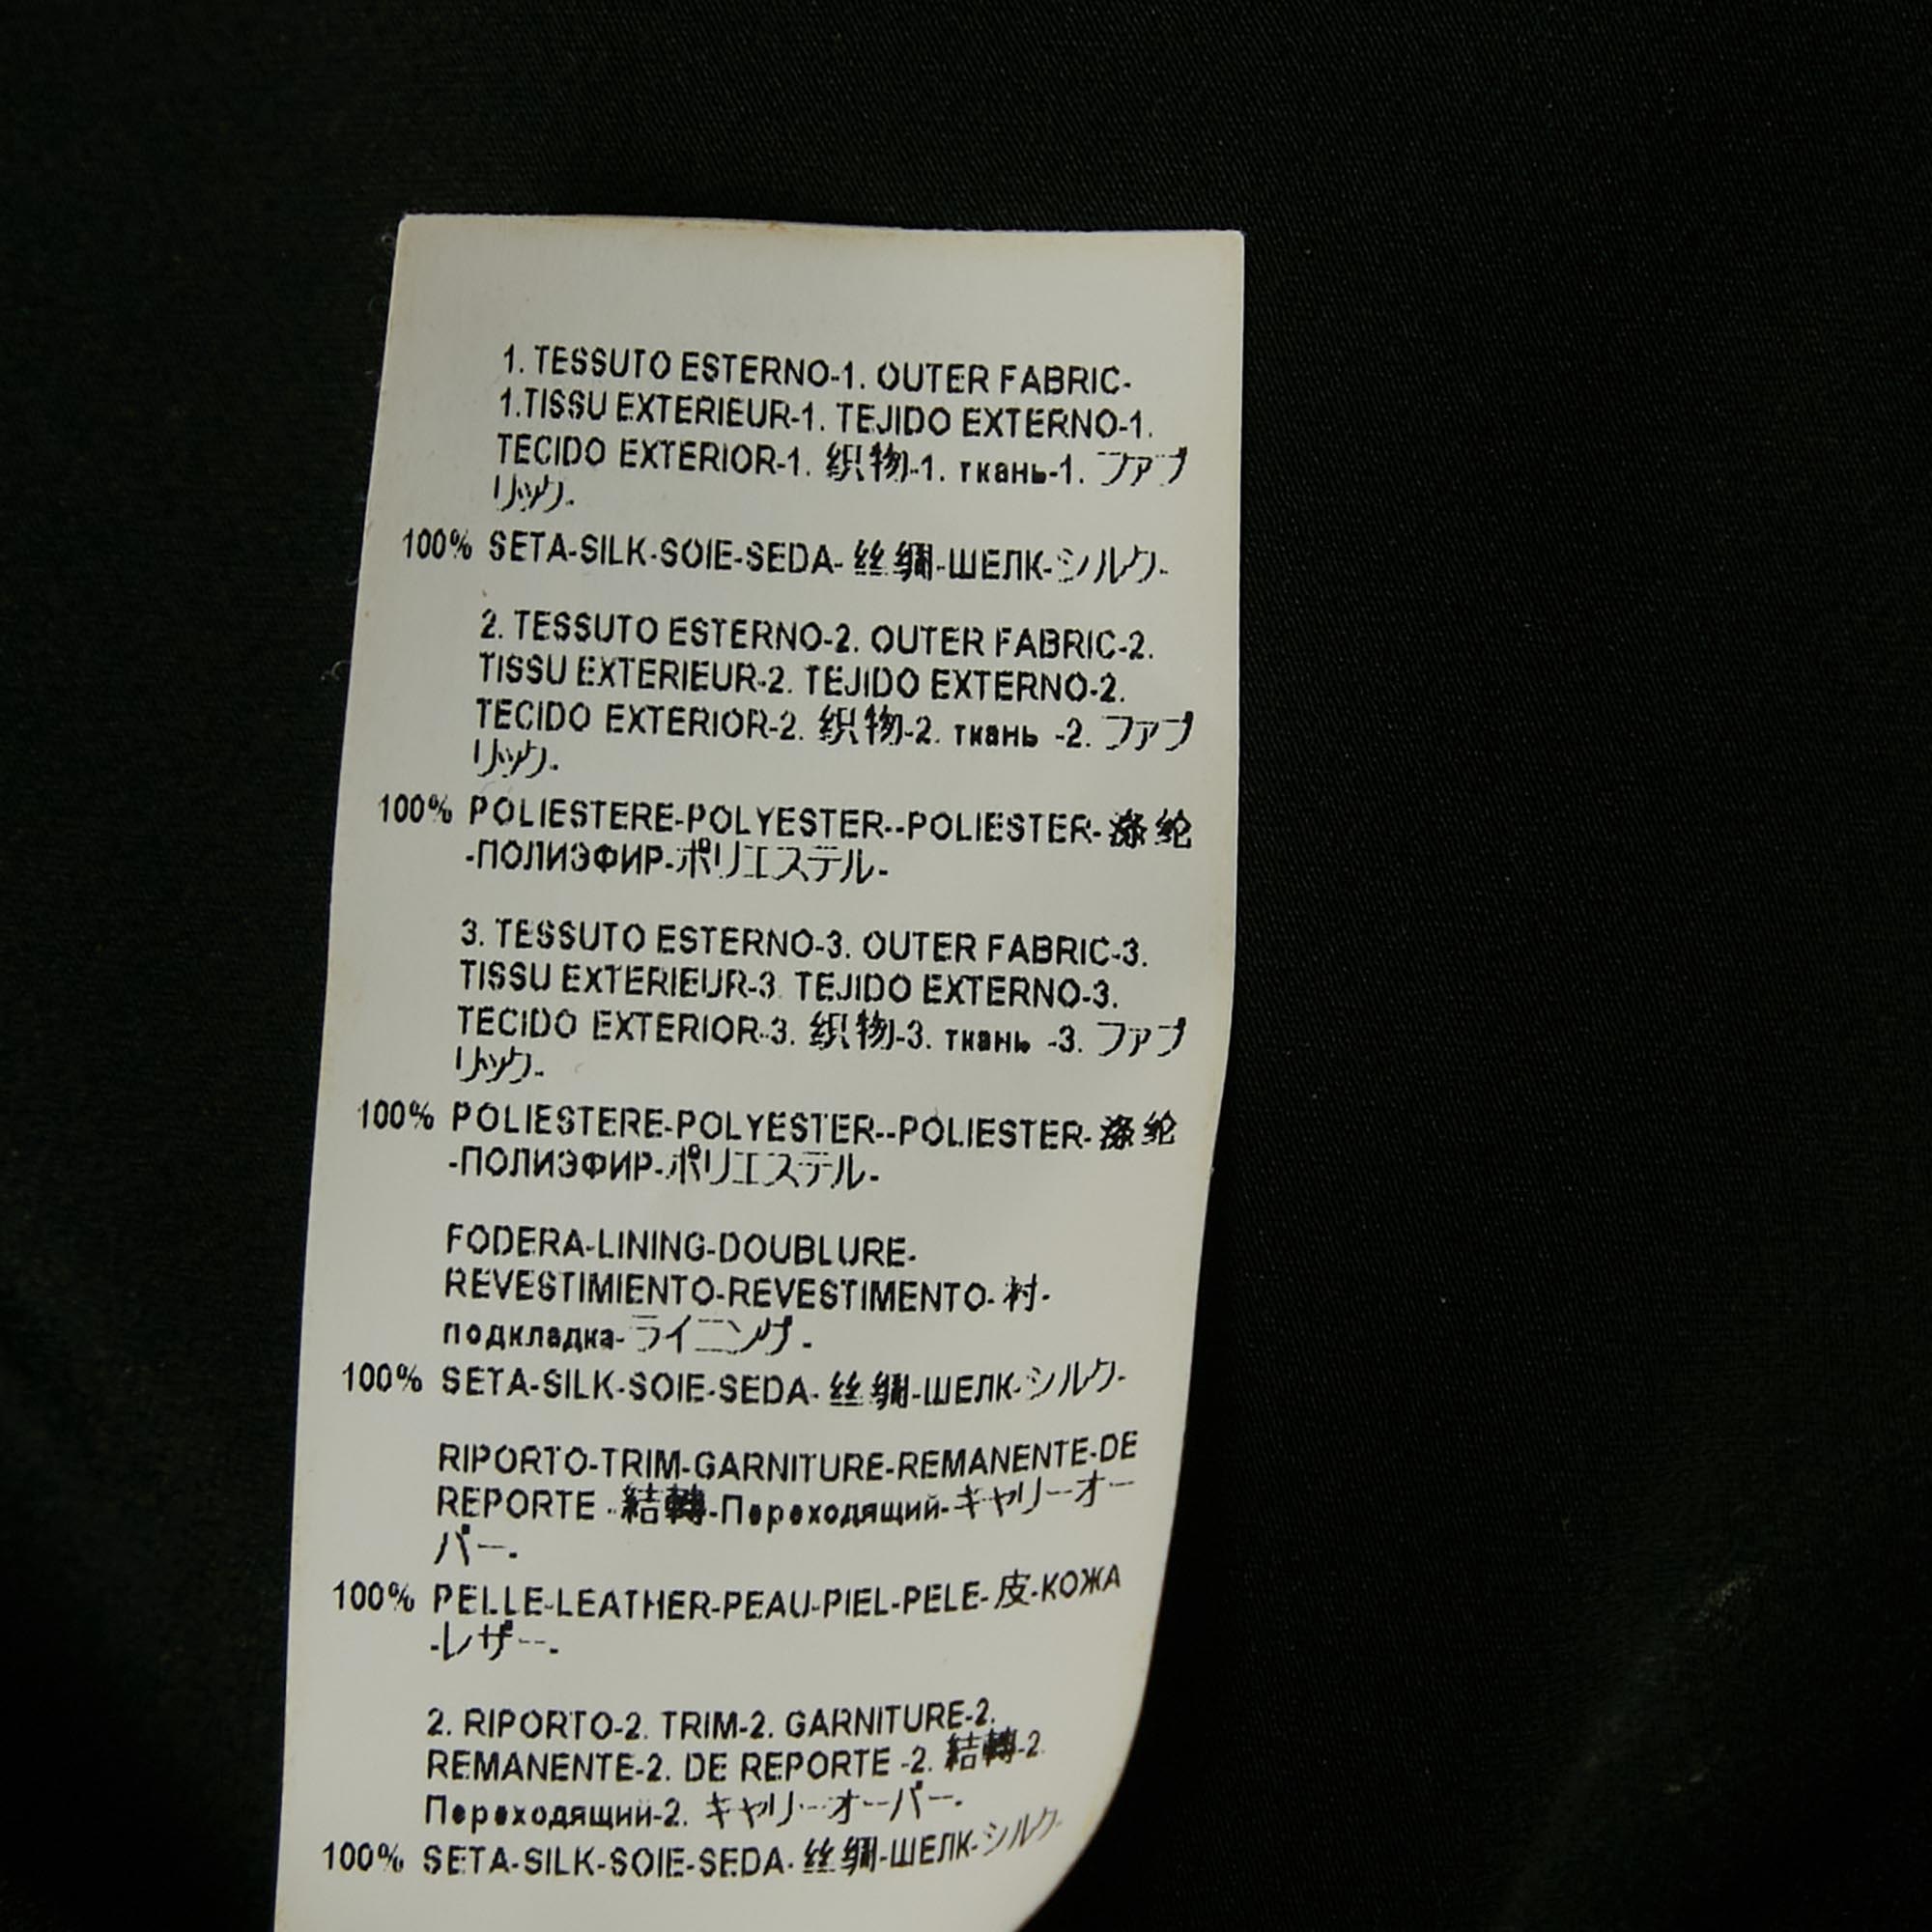 1. TESSUTO ESTERNO-1. OUTER FABRIC-
1.TISSU EXTERIEUR-1. TEJIDO EXTERNO-1.
TECIDO EXTERIOR-1. 织物-1. ткань-1. ファブ
リック-
100% SETA-SILK-SOIE-SEDA- 丝绸-ШЕЛК-シルク-
2. TESSUTO ESTERNO-2. OUTER FABRIC-2.
TISSU EXTERIEUR-2. TEJIDO EXTERNO-2.
TECIDO EXTERIOR-2. 织物-2. ткань -2. ファブ
リック-
100% POLIESTERE-POLYESTER--POLIESTER- 涤纶
-ПОЛИЭФИР-ポリエステル-
3. TESSUTO ESTERNO-3. OUTER FABRIC-3.
TISSU EXTERIEUR-3. TEJIDO EXTERNO-3.
TECIDO EXTERIOR-3. 织物-3. ткань -3. ファブ
リック-
100% POLIESTERE-POLYESTER--POLIESTER- 涤纶
-ПОЛИЭФИР-ポリエステル-
FODERA-LINING-DOUBLURE-
REVESTIMIENTO-REVESTIMENTO- 衬-
подкладка-ライニング-
100% SETA-SILK-SOIE-SEDA- 丝绸-ШЕЛК-シルク-
RIPORTO-TRIM-GARNITURE-REMANENTE-DE
REPORTE -結轉-Переходящий-キャリーオー
バー-
100% PELLE-LEATHER-PEAU-PIEL-PELE- 皮-КОЖА
-レザー-
2. RIPORTO-2. TRIM-2. GARNITURE-2.
REMANENTE-2. DE REPORTE -2. 結轉-2.
Переходящий-2. キャリーオーバー-
100% SETA-SILK-SOIE-SEDA- 丝绸-ШЕЛК-シルク-